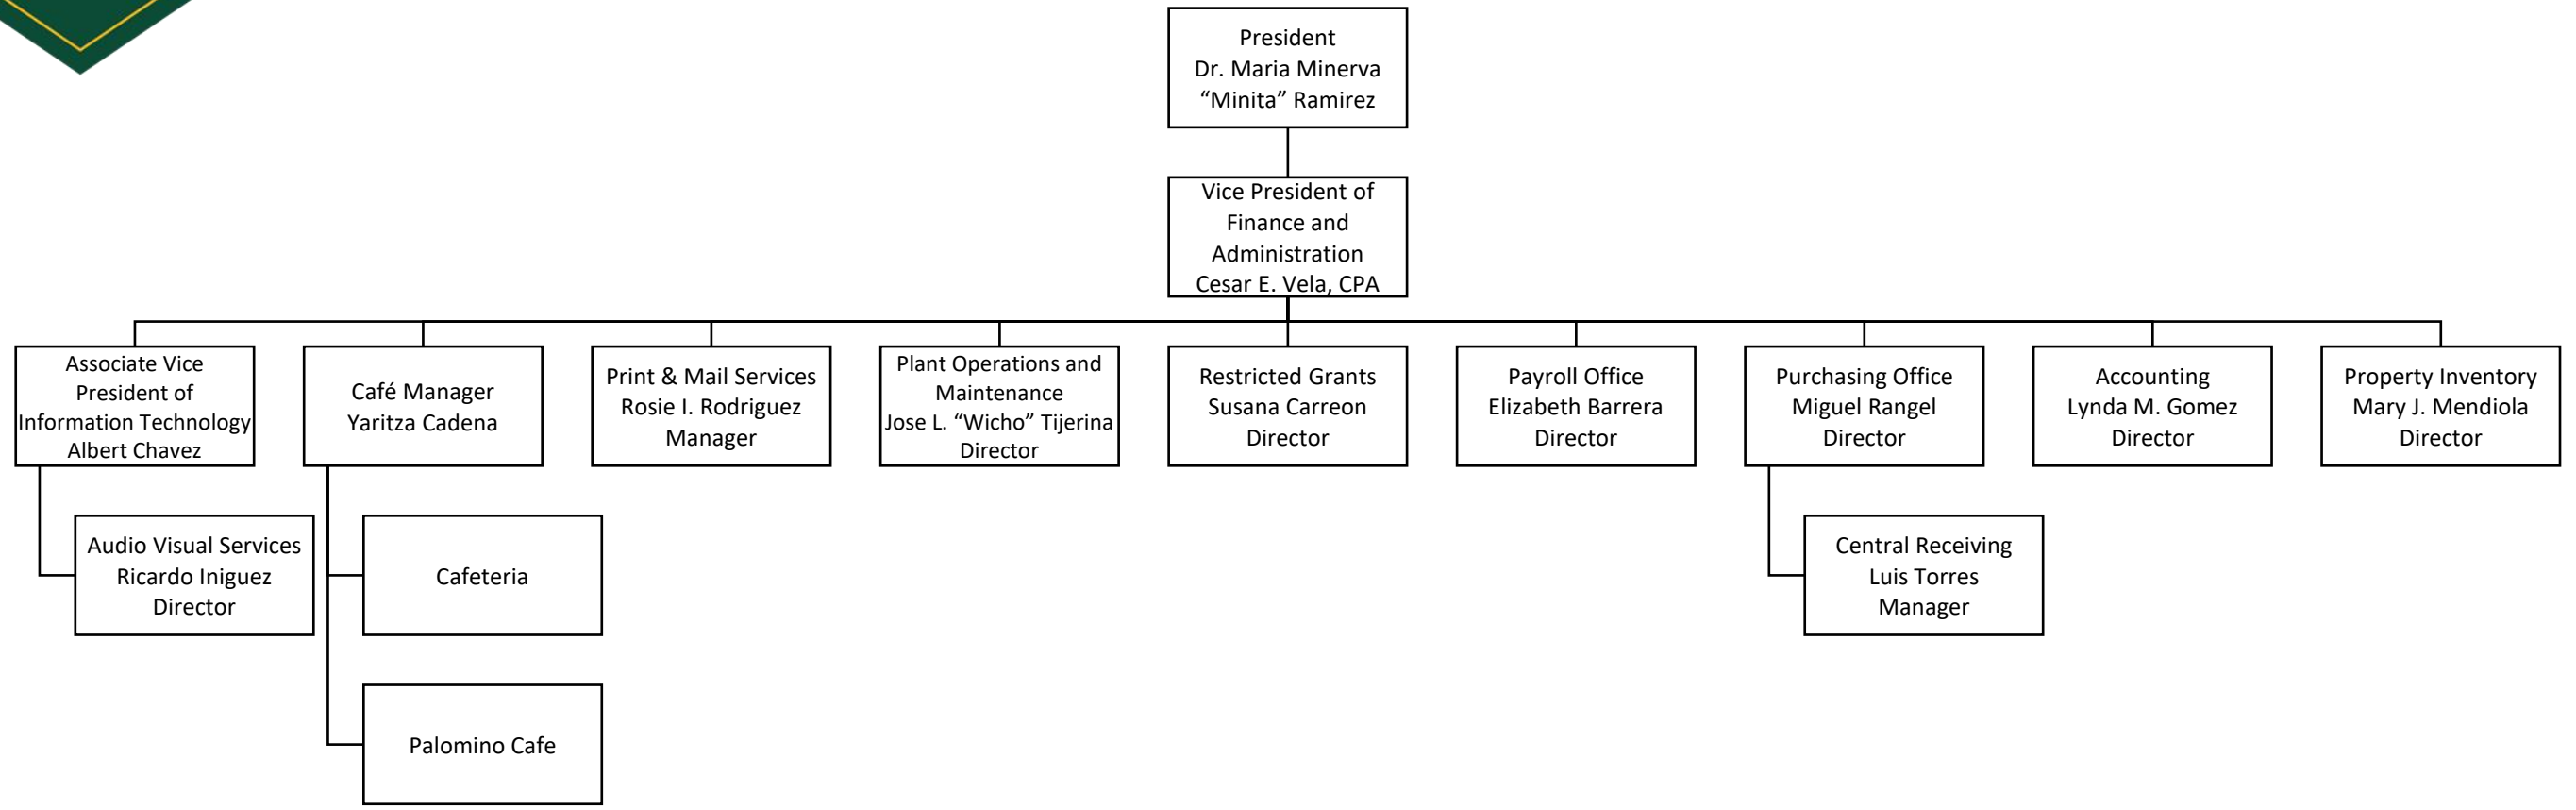 President
Dr. Maria Minerva
“Minita” Ramirez
Vice President of
Finance and
Administration
Cesar E. Vela, CPA
Associate Vice
President of
Information Technology
Albert Chavez
Café Manager
Yaritza Cadena
Print & Mail Services
Rosie I. Rodriguez
Manager
Plant Operations and
Maintenance
Jose L. “Wicho” Tijerina
Director
Restricted Grants
Susana Carreon
Director
Payroll Office
Elizabeth Barrera
Director
Purchasing Office
Miguel Rangel
Director
Accounting
Lynda M. Gomez
Director
Property Inventory
Mary J. Mendiola
Director
Audio Visual Services
Ricardo Iniguez
Director
Cafeteria
Central Receiving
Luis Torres
Manager
Palomino Cafe